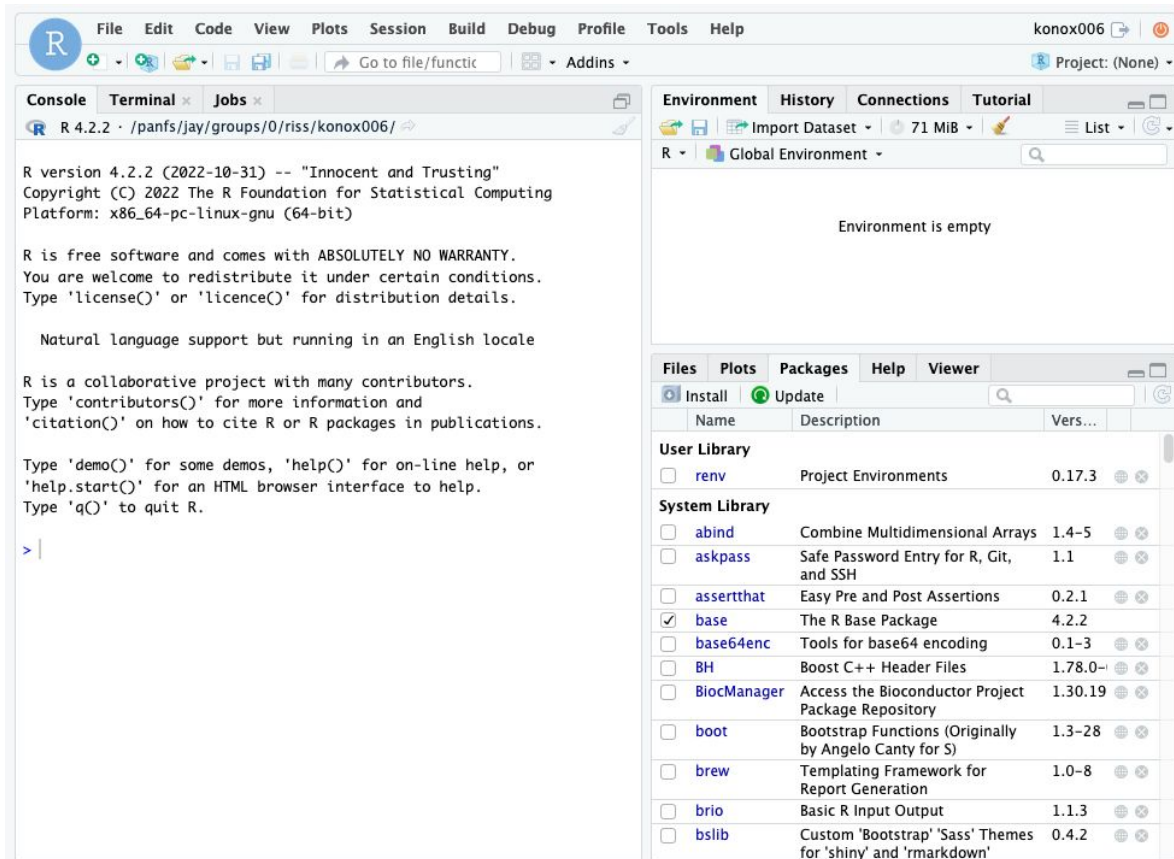 R File Edit Code View Plots Session Build Debug Profile Tools Help konox006
Go to file/functic Addins Project: (None)
Console Terminal Jobs
R 4.2.2 · /panfs/jay/groups/0/riss/konox006/
R version 4.2.2 (2022-10-31) -- "Innocent and Trusting"
Copyright (C) 2022 The R Foundation for Statistical Computing
Platform: x86_64-pc-linux-gnu (64-bit)
R is free software and comes with ABSOLUTELY NO WARRANTY.
You are welcome to redistribute it under certain conditions.
Type 'license()' or 'licence()' for distribution details.
Natural language support but running in an English locale
R is a collaborative project with many contributors.
Type 'contributors()' for more information and
'citation()' on how to cite R or R packages in publications.
Type 'demo()' for some demos, 'help()' for on-line help, or
'help.start()' for an HTML browser interface to help.
Type 'q()' to quit R.
>
Environment History Connections Tutorial
Import Dataset 71 MiB List
R Global Environment
Environment is empty
Files Plots Packages Help Viewer
Install Update
Name Description Vers...
User Library
renv Project Environments 0.17.3
System Library
abind Combine Multidimensional Arrays 1.4-5
askpass Safe Password Entry for R, Git, 1.1
and SSH
assertthat Easy Pre and Post Assertions 0.2.1
base The R Base Package 4.2.2
base64enc Tools for base64 encoding 0.1-3
BH Boost C++ Header Files 1.78.0-
BiocManager Access the Bioconductor Project 1.30.19
Package Repository
boot Bootstrap Functions (Originally 1.3-28
by Angelo Canty for S)
brew Templating Framework for 1.0-8
Report Generation
brio Basic R Input Output 1.1.3
bslib Custom 'Bootstrap' 'Sass' Themes 0.4.2
for 'shiny' and 'rmarkdown'